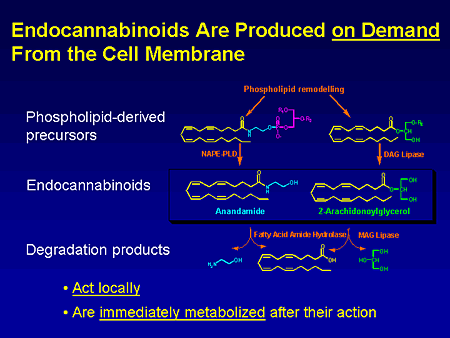 Endocannabinoids Are Produced on Demand
From the Cell Membrane
Phospholipid remodelling
Phospholipid-derived
precursors
NAPE-PLD
DAG Lipase
Endocannabinoids
Anandamide
2-Arachidonoylglycerol
Fatty Acid Amide Hydrolase
MAG Lipase
Degradation products
• Act locally
• Are immediately metabolized after their action